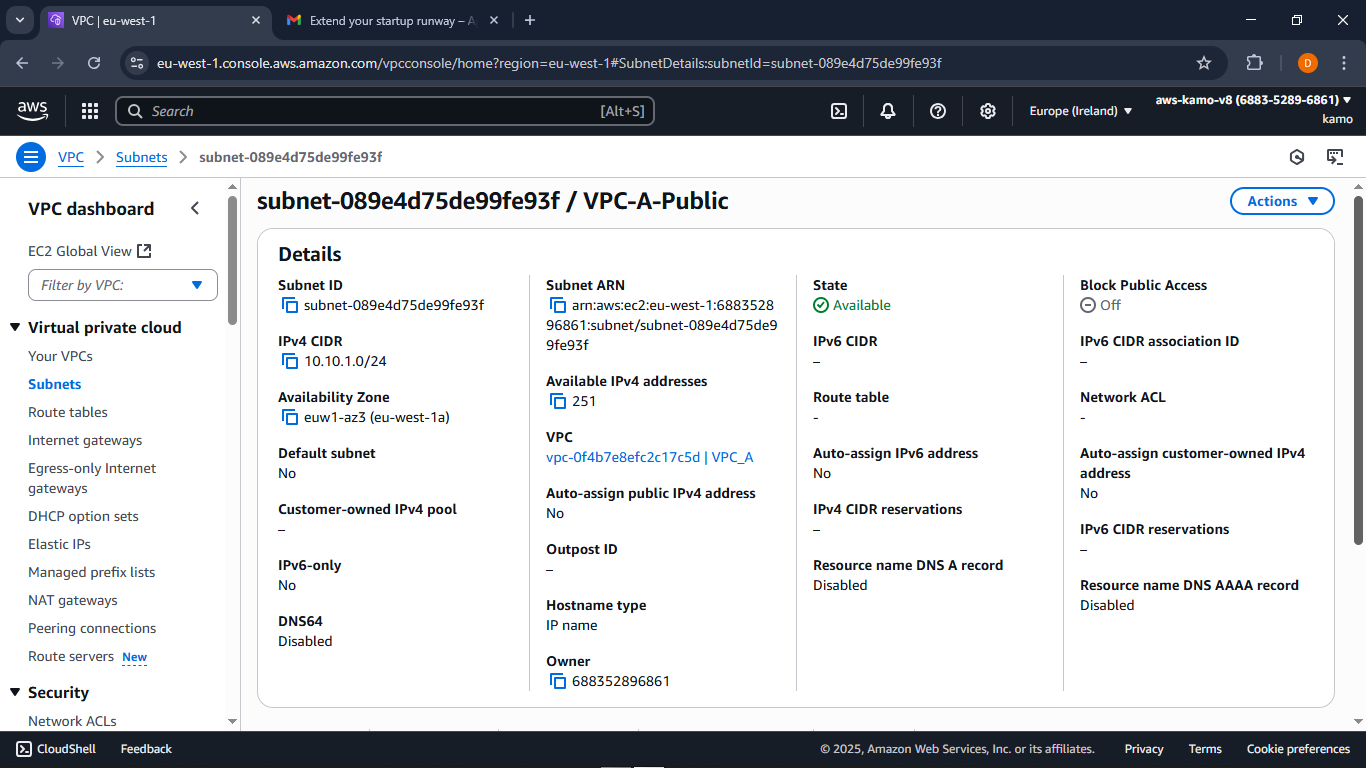 VPC | eu-west-1
Extend your startup runway – A
eu-west-1.console.aws.amazon.com/vpcconsole/home?region=eu-west-1#SubnetDetails:subnetId=subnet-089e4d75de99fe93f
D
aws
Search
[Alt+S]
Europe (Ireland)
aws-kamo-v8 (6883-5289-6861)
kamo
VPC
Subnets
subnet-089e4d75de99fe93f
VPC dashboard
EC2 Global View
Filter by VPC:
Virtual private cloud
Your VPCs
Subnets
Route tables
Internet gateways
Egress-only Internet
gateways
DHCP option sets
Elastic IPs
Managed prefix lists
NAT gateways
Peering connections
Route servers New
Security
Network ACLs
subnet-089e4d75de99fe93f / VPC-A-Public
Actions
Details
Subnet ID
subnet-089e4d75de99fe93f
IPv4 CIDR
10.10.1.0/24
Availability Zone
euw1-az3 (eu-west-1a)
Default subnet
No
Customer-owned IPv4 pool
–
IPv6-only
No
DNS64
Disabled
Subnet ARN
arn:aws:ec2:eu-west-1:6883528
96861:subnet/subnet-089e4d75de9
9fe93f
Available IPv4 addresses
251
VPC
vpc-0f4b7e8efc2c17c5d | VPC_A
Auto-assign public IPv4 address
No
Outpost ID
–
Hostname type
IP name
Owner
688352896861
State
Available
IPv6 CIDR
–
Route table
-
Auto-assign IPv6 address
No
IPv4 CIDR reservations
–
Resource name DNS A record
Disabled
Block Public Access
Off
IPv6 CIDR association ID
–
Network ACL
-
Auto-assign customer-owned IPv4
address
No
IPv6 CIDR reservations
–
Resource name DNS AAAA record
Disabled
CloudShell
Feedback
© 2025, Amazon Web Services, Inc. or its affiliates.
Privacy
Terms
Cookie preferences